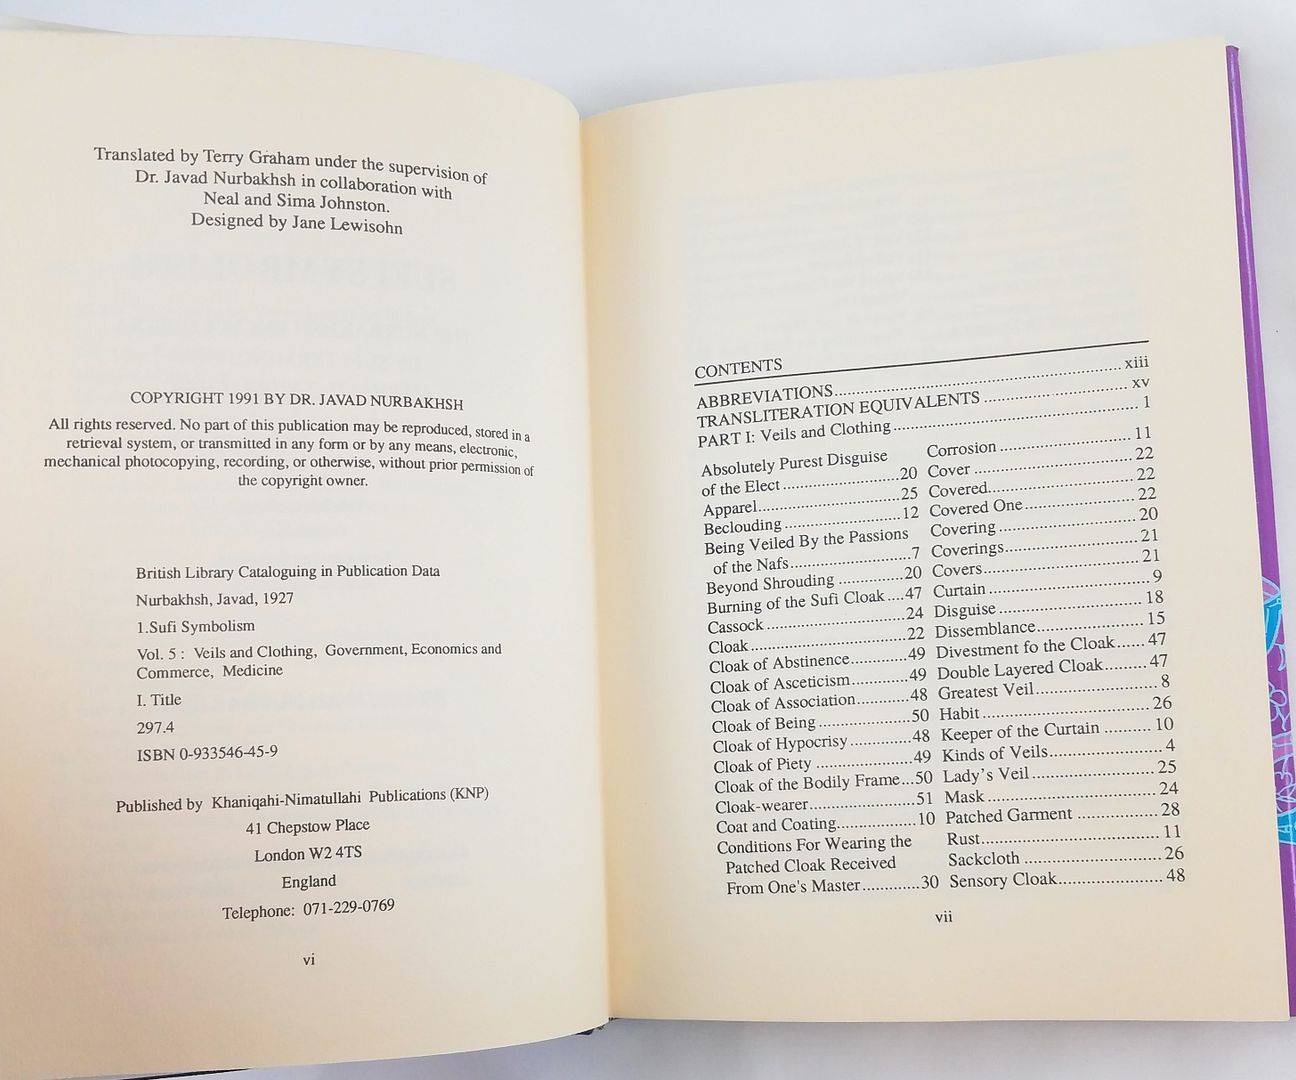 Translated by Terry Graham under the supervision of
Dr. Javad Nurbakhsh in collaboration with
Neal and Sima Johnston.
Designed by Jane Lewisohn
COPYRIGHT 1991 BY DR. JAVAD NURBAKHSH
All rights reserved. No part of this publication may be reproduced, stored in a
retrieval system, or transmitted in any form or by any means, electronic,
mechanical photocopying, recording, or otherwise, without prior permission of
the copyright owner.
British Library Cataloguing in Publication Data
Nurbakhsh, Javad, 1927
1.Sufi Symbolism
Vol. 5 : Veils and Clothing, Government, Economics and
Commerce, Medicine
I. Title
297.4
ISBN 0-933546-45-9
Published by Khaniqahi-Nimatullahi Publications (KNP)
41 Chepstow Place
London W2 4TS
England
Telephone: 071-229-0769
vi
CONTENTS
ABBREVIATIONS.......... xiii
TRANSLITERATION EQUIVALENTS .......... xv
PART I: Veils and Clothing .......... 1
Absolutely Purest Disguise
of the Elect ..........20
Apparel..........25
Beclouding ..........12
Being Veiled By the Passions
of the Nafs..........7
Beyond Shrouding ..........20
Burning of the Sufi Cloak ....47
Cassock ..........24
Cloak ..........22
Cloak of Abstinence..........49
Cloak of Asceticism..........49
Cloak of Association..........48
Cloak of Being ..........50
Cloak of Hypocrisy ..........48
Cloak of Piety ..........49
Cloak of the Bodily Frame...50
Cloak-wearer..........51
Coat and Coating..........10
Conditions For Wearing the
Patched Cloak Received
From One's Master..........30
Corrosion .......... 11
Cover .......... 22
Covered.......... 22
Covered One.......... 22
Covering .......... 20
Coverings.......... 21
Covers.......... 21
Curtain .......... 9
Disguise .......... 18
Dissemblance.......... 15
Divestment fo the Cloak...... 47
Double Layered Cloak.......... 47
Greatest Veil.......... 8
Habit .......... 26
Keeper of the Curtain .......... 10
Kinds of Veils.......... 4
Lady's Veil .......... 25
Mask .......... 24
Patched Garment .......... 28
Rust.......... 11
Sackcloth .......... 26
Sensory Cloak.......... 48
vii